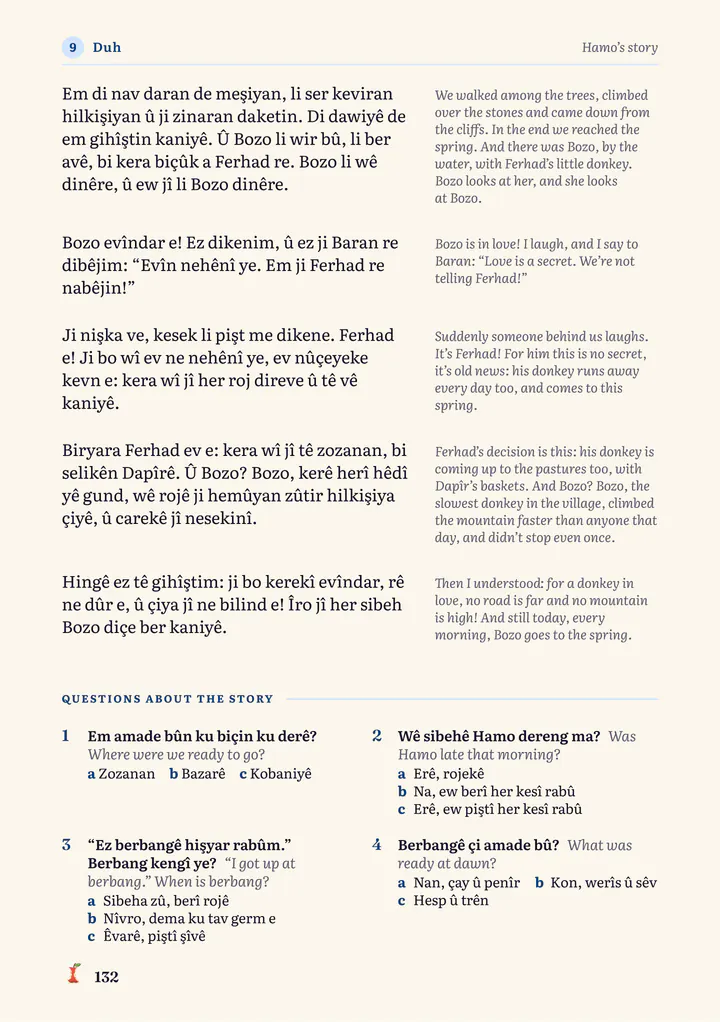 9 Duh
Hamo’s story
Em di nav daran de meşiyan, li ser keviran
hilkişiyan û ji zinaran daketin. Di dawiyê de
em gihîştin kaniyê. Û Bozo li wir bû, li ber
avê, bi kera biçûk a Ferhad re. Bozo li wê
dinêre, û ew jî li Bozo dinêre.
We walked among the trees, climbed
over the stones and came down from
the cliffs. In the end we reached the
spring. And there was Bozo, by the
water, with Ferhad’s little donkey.
Bozo looks at her, and she looks
at Bozo.
Bozo evîndar e! Ez dikenim, û ez ji Baran re
dibêjim: “Evîn nehênî ye. Em ji Ferhad re
nabêjin!”
Bozo is in love! I laugh, and I say to
Baran: “Love is a secret. We’re not
telling Ferhad!”
Ji nişka ve, kesek li pişt me dikene. Ferhad
e! Ji bo wî ev ne nehênî ye, ev nûçeyeke
kevn e: kera wî jî her roj direve û tê vê
kaniyê.
Suddenly someone behind us laughs.
It’s Ferhad! For him this is no secret,
it’s old news: his donkey runs away
every day too, and comes to this
spring.
Biryara Ferhad ev e: kera wî jî tê zozanan, bi
selikên Dapîrê. Û Bozo? Bozo, kerê herî hêdî
yê gund, wê rojê ji hemûyan zûtir hilkişiya
çiyê, û carekê jî nesekinî.
Ferhad’s decision is this: his donkey is
coming up to the pastures too, with
Dapîr’s baskets. And Bozo? Bozo, the
slowest donkey in the village, climbed
the mountain faster than anyone that
day, and didn’t stop even once.
Hingê ez tê gihîştim: ji bo kerekî evîndar, rê
ne dûr e, û çiya jî ne bilind e! Îro jî her sibeh
Bozo diçe ber kaniyê.
Then I understood: for a donkey in
love, no road is far and no mountain
is high! And still today, every
morning, Bozo goes to the spring.
QUESTIONS ABOUT THE STORY
1 Em amade bûn ku biçin ku derê?
Where were we ready to go?
a Zozanan b Bazarê c Kobaniyê
2 Wê sibehê Hamo dereng ma? Was
Hamo late that morning?
a Erê, rojekê
b Na, ew berî her kesî rabû
c Erê, ew piştî her kesî rabû
3 “Ez berbangê hişyar rabûm.”
Berbang kengî ye? “I got up at
berbang.” When is berbang?
a Sibeha zû, berî rojê
b Nîvro, dema ku tav germ e
c Êvarê, piştî şîvê
4 Berbangê çi amade bû? What was
ready at dawn?
a Nan, çay û penîr b Kon, werîs û sêv
c Hesp û trên
132